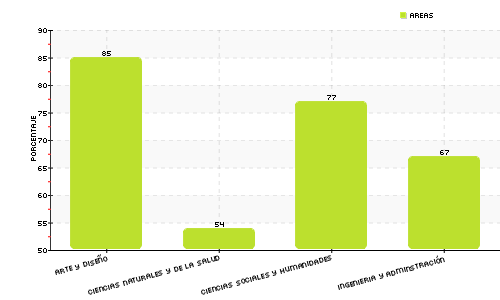 AREAS
90
85
80
75
70
65
60
55
50
PORCENTAJE
85
54
77
67
ARTE Y DISEÑO
CIENCIAS NATURALES Y DE LA SALUD
CIENCIAS SOCIALES Y HUMANIDADES
INGENIERIA Y ADMINSTRACIÓN